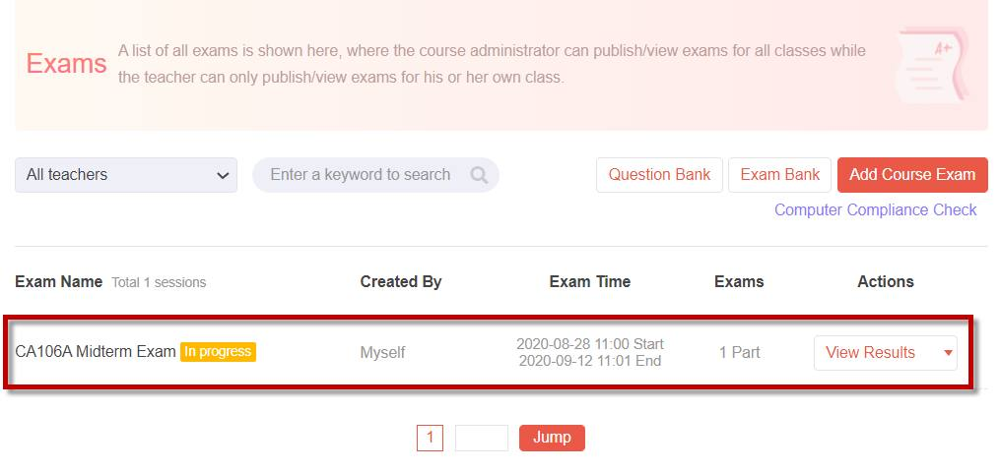 Exams
A list of all exams is shown here, where the course administrator can publish/view exams for all classes while
the teacher can only publish/view exams for his or her own class.
A+
All teachers
Enter a keyword to search
Question Bank
Exam Bank
Add Course Exam
Computer Compliance Check
Exam Name Total 1 sessions Created By Exam Time Exams Actions
CA106A Midterm Exam In progress Myself 2020-08-28 11:00 Start 1 Part View Results
2020-09-12 11:01 End
1 Jump